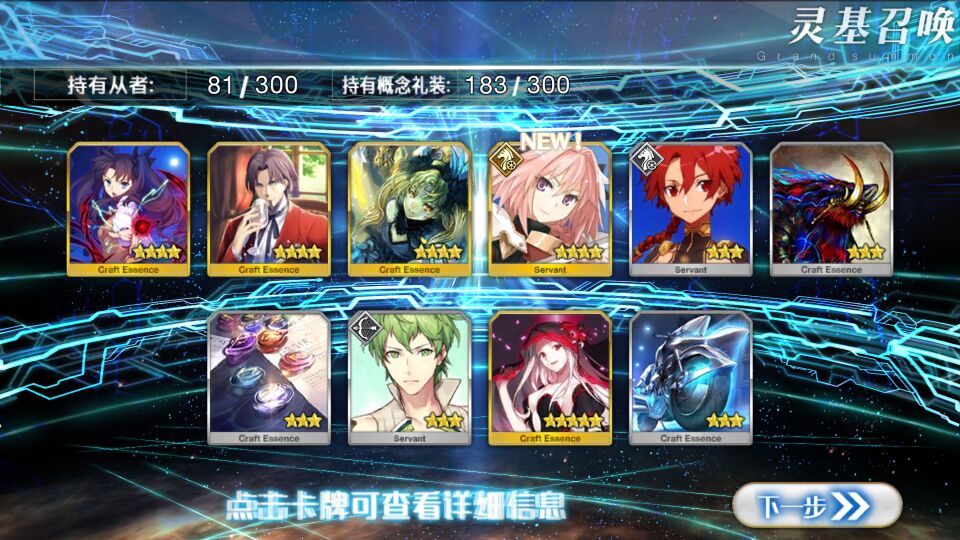 灵基召唤
Grand summon
持有从者: 81/300 持有概念礼装: 183/300
NEW!
Craft Essence Craft Essence Craft Essence Servant Servant Craft Essence
Craft Essence Servant Craft Essence Craft Essence
点击卡牌可查看详细信息
下一步